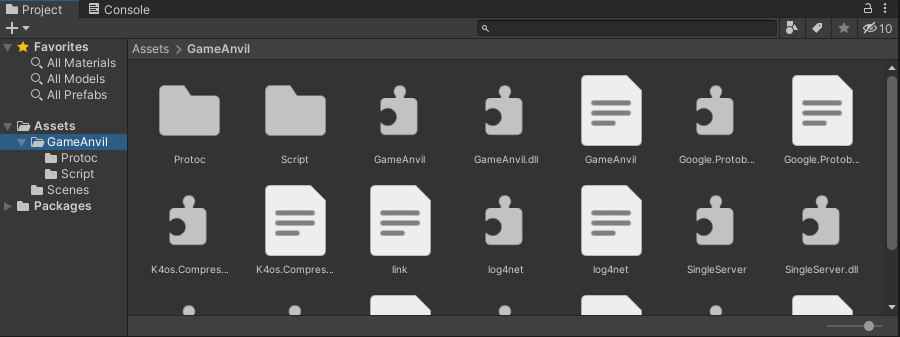 Project
Console
10
Favorites
All Materials
All Models
All Prefabs
Assets
GameAnvil
Protoc
Script
Scenes
Packages
Assets > GameAnvil
Protoc
Script
GameAnvil
GameAnvil.dll
GameAnvil
Google.Protob...
Google.Protob...
K4os.Compres...
K4os.Compres...
link
log4net
log4net
SingleServer
SingleServer.dll